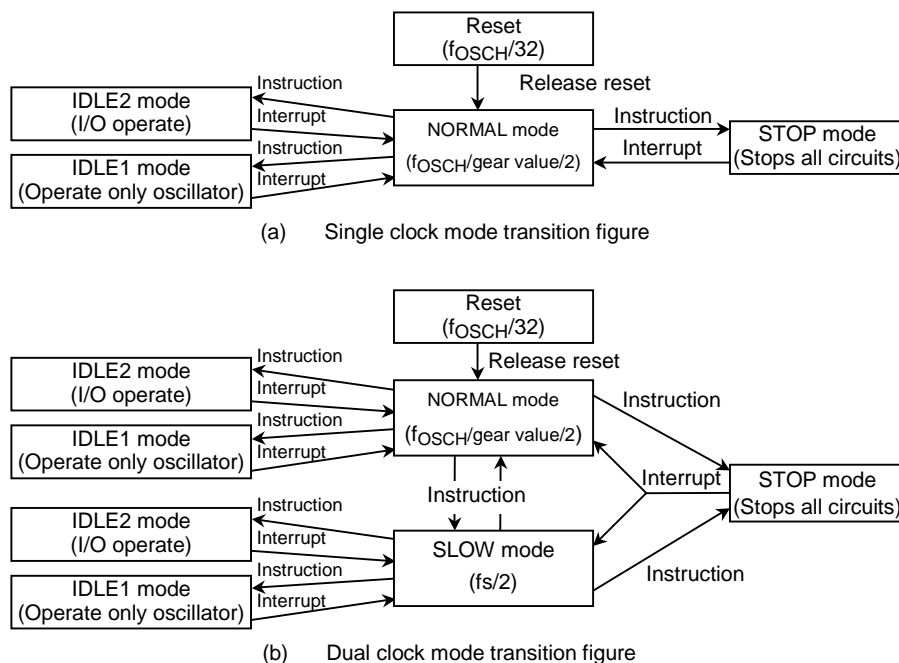 Reset
(fOSCH/32)
Release reset
Instruction
IDLE2 mode
(I/O operate)
Interrupt
Instruction
IDLE1 mode
(Operate only oscillator)
Interrupt
NORMAL mode
(fOSCH/gear value/2)
Instruction
Interrupt
STOP mode
(Stops all circuits)
(a) Single clock mode transition figure
Reset
(fOSCH/32)
Release reset
Instruction
IDLE2 mode
(I/O operate)
Interrupt
Instruction
IDLE1 mode
(Operate only oscillator)
Interrupt
NORMAL mode
(fOSCH/gear value/2)
Instruction
Instruction
Interrupt
STOP mode
(Stops all circuits)
Instruction
IDLE2 mode
(I/O operate)
Interrupt
Instruction
IDLE1 mode
(Operate only oscillator)
Interrupt
SLOW mode
(fs/2)
Instruction
(b) Dual clock mode transition figure